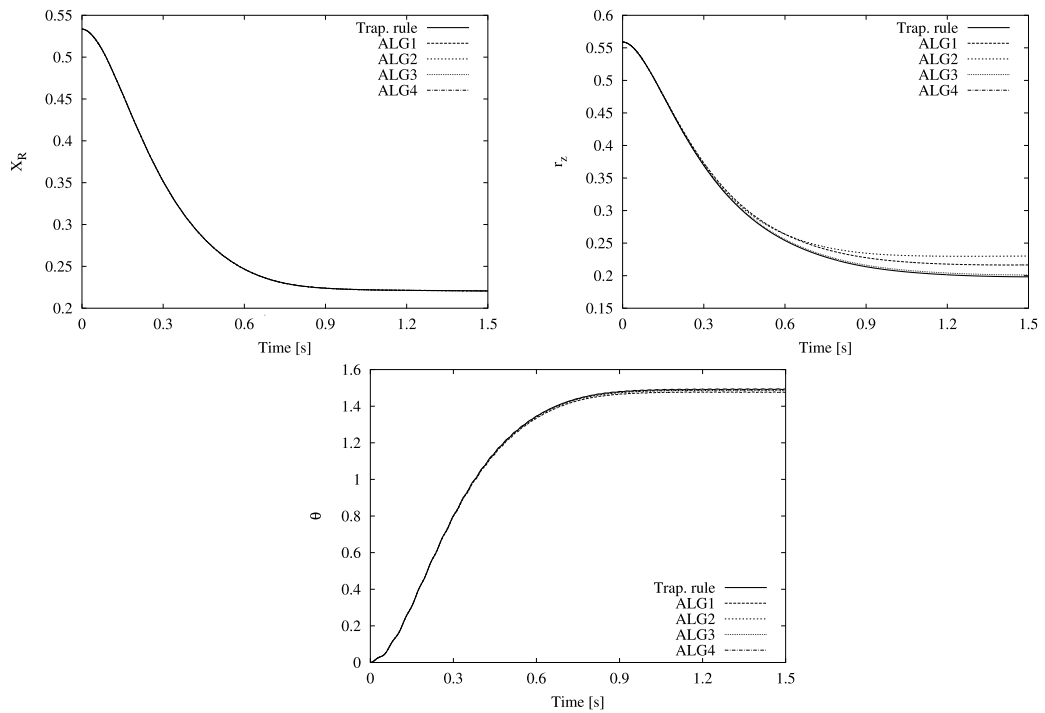 0.55
0.5
0.45
0.4
0.35
0.3
0.25
0.2
X_R
0 0.3 0.6 0.9 1.2 1.5
Time [s]
Trap. rule
ALG1
ALG2
ALG3
ALG4
0.6
0.55
0.5
0.45
0.4
0.35
0.3
0.25
0.2
0.15
r_z
0 0.3 0.6 0.9 1.2 1.5
Time [s]
Trap. rule
ALG1
ALG2
ALG3
ALG4
1.6
1.4
1.2
1
0.8
0.6
0.4
0.2
0
θ
0 0.3 0.6 0.9 1.2 1.5
Time [s]
Trap. rule
ALG1
ALG2
ALG3
ALG4